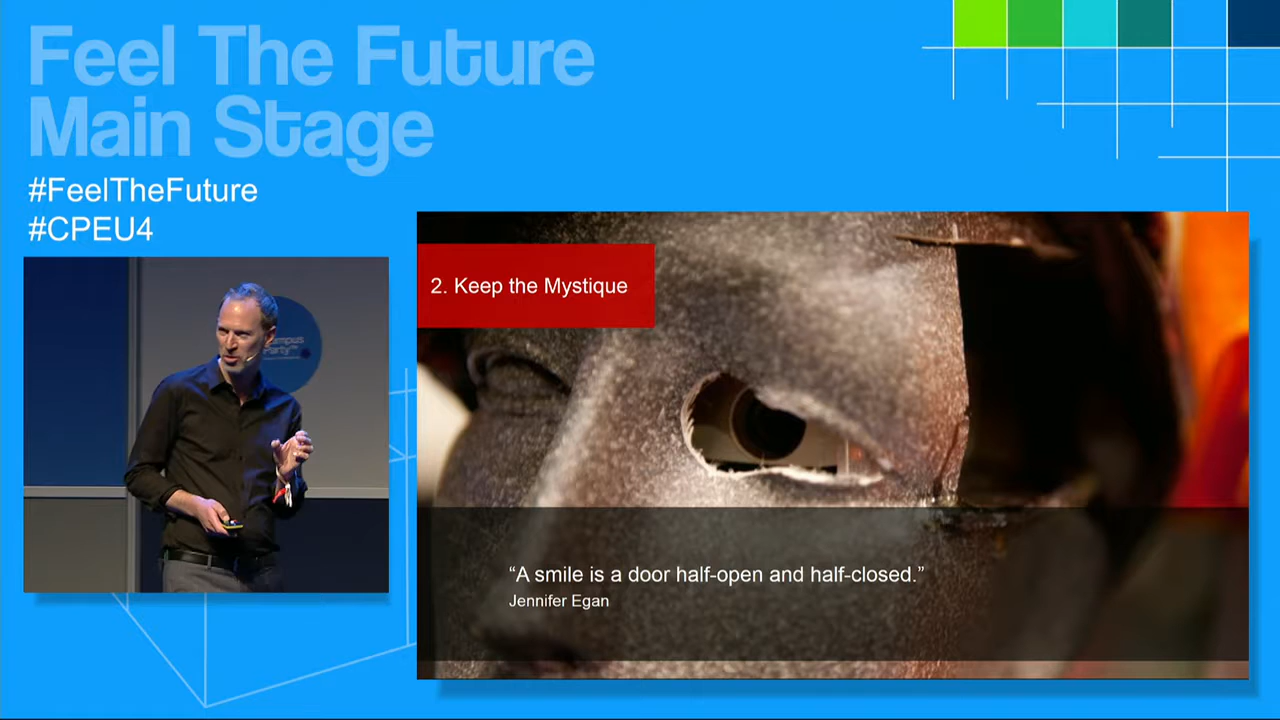 Feel The Future
Main Stage
#FeelTheFuture
#CPEU4
Party
2. Keep the Mystique
“A smile is a door half-open and half-closed.”
Jennifer Egan